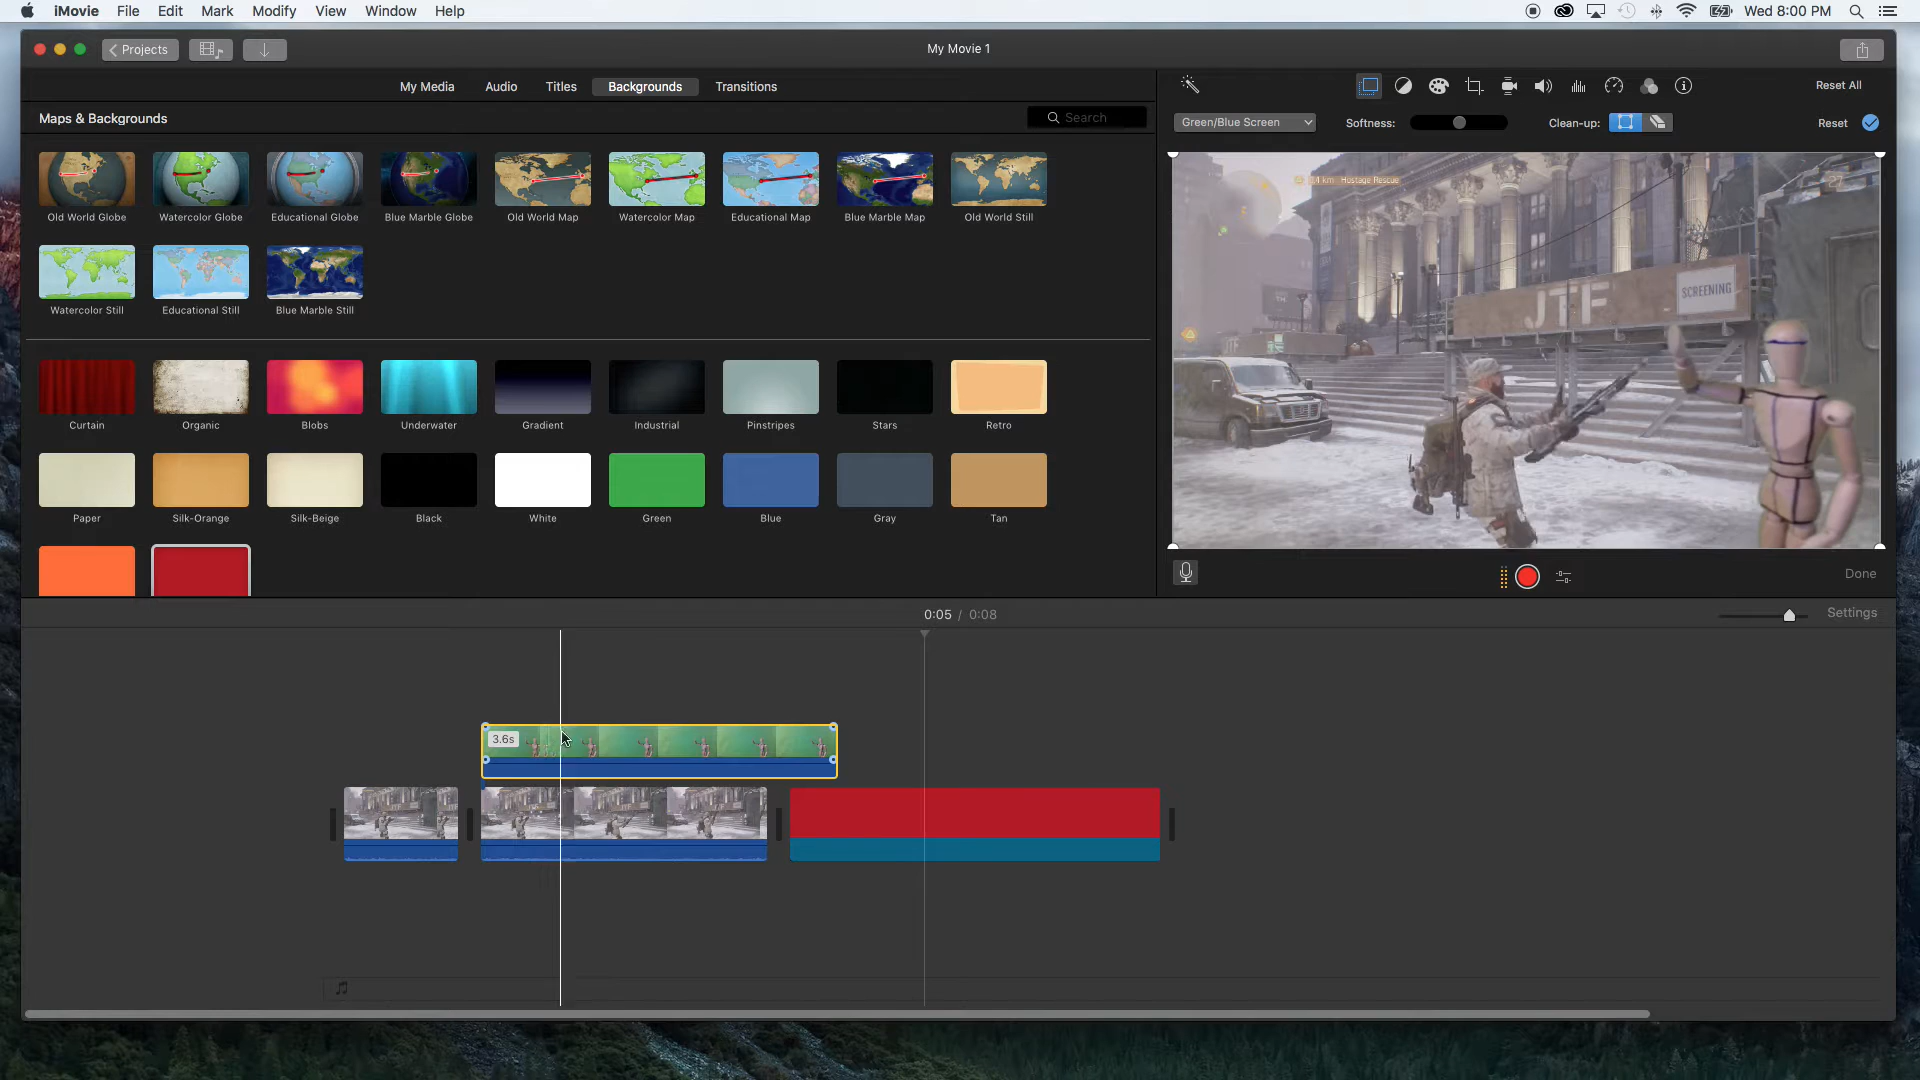 iMovie File Edit Mark Modify View Window Help Wed 8:00 PM
Projects My Movie 1
My Media Audio Titles Backgrounds Transitions Reset All
Maps & Backgrounds Search Green/Blue Screen Softness: Clean-up: Reset
Old World Globe Watercolor Globe Educational Globe Blue Marble Globe Old World Map Watercolor Map Educational Map Blue Marble Map Old World Still
Watercolor Still Educational Still Blue Marble Still
Curtain Organic Blobs Underwater Gradient Industrial Pinstripes Stars Retro
Paper Silk-Orange Silk-Beige Black White Green Blue Gray Tan
Hostage Rescue
JTF
SCREENING
Done
0:05 / 0:08 Settings
3.6s